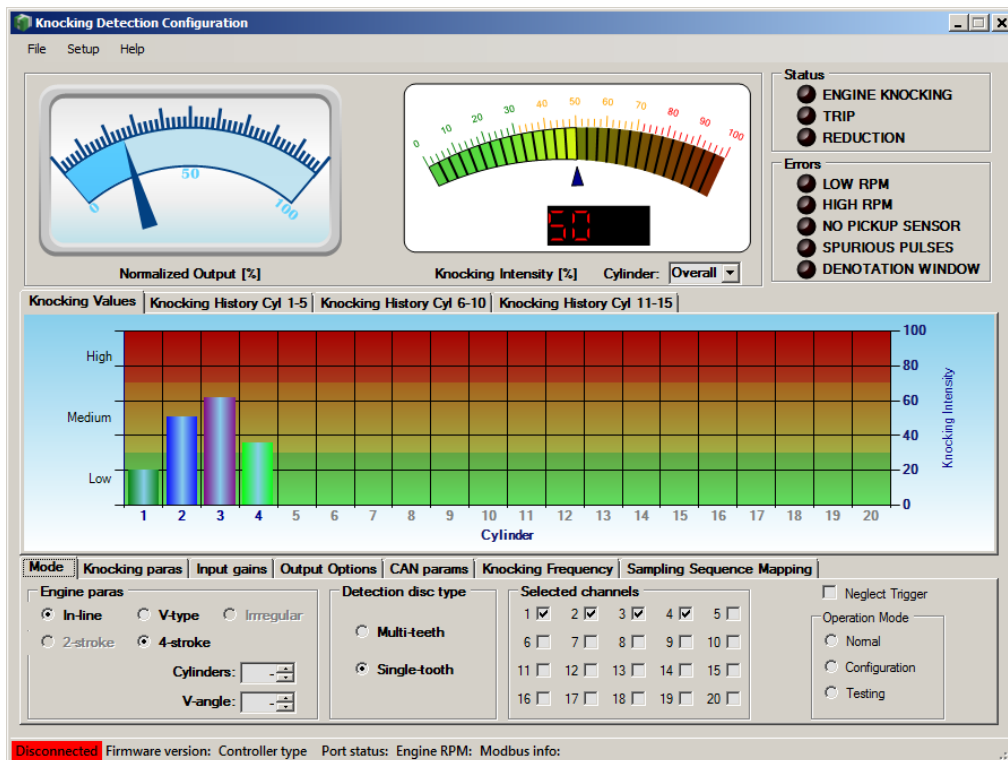 Knocking Detection Configuration
File Setup Help
0 50 100
Normalized Output [%]
0 10 20 30 40 50 60 70 80 90 100
50
Knocking Intensity [%] Cylinder: Overall
Status
ENGINE KNOCKING
TRIP
REDUCTION
Errors
LOW RPM
HIGH RPM
NO PICKUP SENSOR
SPURIOUS PULSES
DENOTATION WINDOW
Knocking Values Knocking History Cyl 1-5 Knocking History Cyl 6-10 Knocking History Cyl 11-15
High
Medium
Low
100
80
60
40
20
0
Knocking Intensity
1 2 3 4 5 6 7 8 9 10 11 12 13 14 15 16 17 18 19 20
Cylinder
Mode Knocking paras Input gains Output Options CAN params Knocking Frequency Sampling Sequence Mapping
Engine paras
In-line V-type Irregular
2-stroke 4-stroke
Cylinders: -
V-angle: -
Detection disc type
Multi-teeth
Single-tooth
Selected channels
1 2 3 4 5
6 7 8 9 10
11 12 13 14 15
16 17 18 19 20
Neglect Trigger
Operation Mode
Nomal
Configuration
Testing
Disconnected Firmware version: Controller type Port status: Engine RPM: Modbus info: